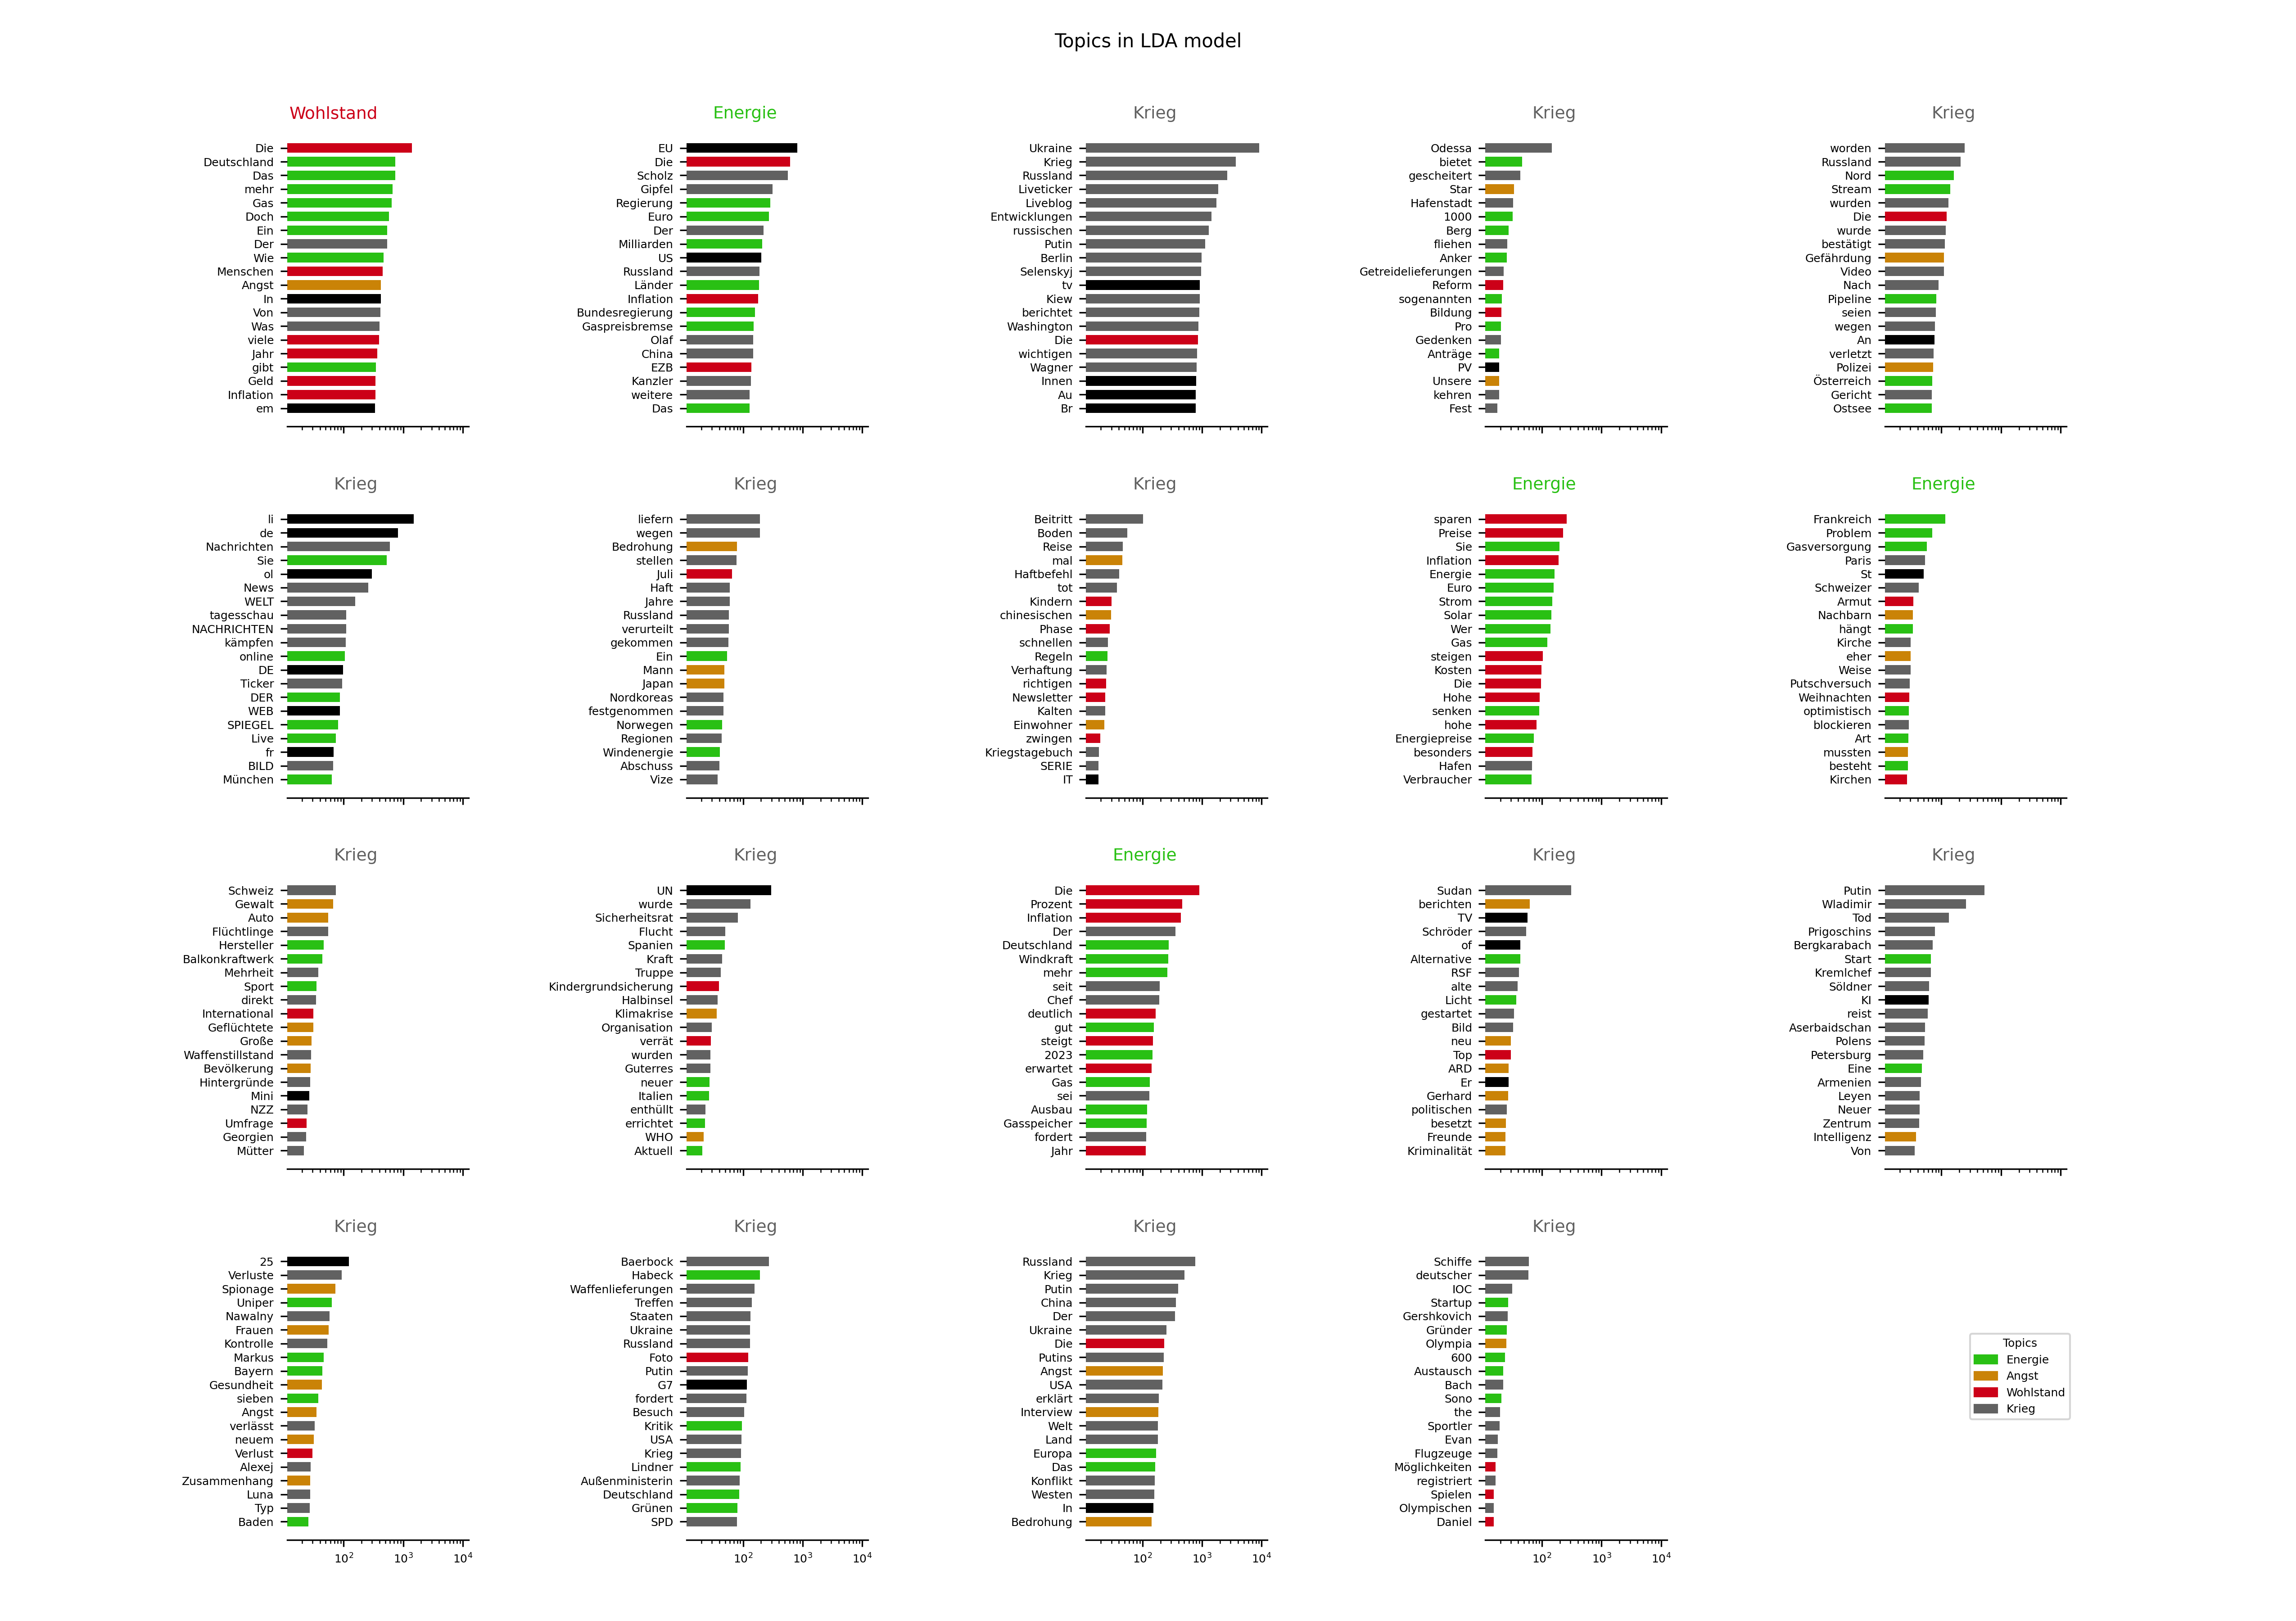 Topics in LDA model
Wohlstand
Die
Deutschland
Das
mehr
Gas
Doch
Ein
Der
Wie
Menschen
Angst
In
Von
Was
viele
Jahr
gibt
Geld
Inflation
em
Energie
EU
Die
Scholz
Gipfel
Regierung
Euro
Der
Milliarden
US
Russland
Länder
Inflation
Bundesregierung
Gaspreisbremse
Olaf
China
EZB
Kanzler
weitere
Das
Krieg
Ukraine
Krieg
Russland
Liveticker
Liveblog
Entwicklungen
russischen
Putin
Berlin
Selenskyj
tv
Kiew
berichtet
Washington
Die
wichtigen
Wagner
Innen
Au
Br
Krieg
Odessa
bietet
gescheitert
Star
Hafenstadt
1000
Berg
fliehen
Anker
Getreidelieferungen
Reform
sogenannten
Bildung
Pro
Gedenken
Anträge
PV
Unsere
kehren
Fest
Krieg
worden
Russland
Nord
Stream
wurden
Die
wurde
bestätigt
Gefährdung
Video
Nach
Pipeline
seien
wegen
An
verletzt
Polizei
Österreich
Gericht
Ostsee
Krieg
li
de
Nachrichten
Sie
ol
News
WELT
tagesschau
NACHRICHTEN
kämpfen
online
DE
Ticker
DER
WEB
SPIEGEL
Live
fr
BILD
München
Krieg
liefern
wegen
Bedrohung
stellen
Juli
Haft
Jahre
Russland
verurteilt
gekommen
Ein
Mann
Japan
Nordkoreas
festgenommen
Norwegen
Regionen
Windenergie
Abschuss
Vize
Krieg
Beitritt
Boden
Reise
mal
Haftbefehl
tot
Kindern
chinesischen
Phase
schnellen
Regeln
Verhaftung
richtigen
Newsletter
Kalten
Einwohner
zwingen
Kriegstagebuch
SERIE
IT
Energie
sparen
Preise
Sie
Inflation
Energie
Euro
Strom
Solar
Wer
Gas
steigen
Kosten
Die
Hohe
senken
hohe
Energiepreise
besonders
Hafen
Verbraucher
Energie
Frankreich
Problem
Gasversorgung
Paris
St
Schweizer
Armut
Nachbarn
hängt
Kirche
eher
Weise
Putschversuch
Weihnachten
optimistisch
blockieren
Art
mussten
besteht
Kirchen
Krieg
Schweiz
Gewalt
Auto
Flüchtlinge
Hersteller
Balkonkraftwerk
Mehrheit
Sport
direkt
International
Geflüchtete
Große
Waffenstillstand
Bevölkerung
Hintergründe
Mini
NZZ
Umfrage
Georgien
Mütter
Krieg
UN
wurde
Sicherheitsrat
Flucht
Spanien
Kraft
Truppe
Kindergrundsicherung
Halbinsel
Klimakrise
Organisation
verrät
wurden
Guterres
neuer
Italien
enthüllt
errichtet
WHO
Aktuell
Energie
Die
Prozent
Inflation
Der
Deutschland
Windkraft
mehr
seit
Chef
deutlich
gut
steigt
2023
erwartet
Gas
sei
Ausbau
Gasspeicher
fordert
Jahr
Krieg
Sudan
berichten
TV
Schröder
of
Alternative
RSF
alte
Licht
gestartet
Bild
neu
Top
ARD
Er
Gerhard
politischen
besetzt
Freunde
Kriminalität
Krieg
Putin
Wladimir
Tod
Prigoschins
Bergkarabach
Start
Kremlchef
Söldner
KI
reist
Aserbaidschan
Polens
Petersburg
Eine
Armenien
Leyen
Neuer
Zentrum
Intelligenz
Von
Krieg
25
Verluste
Spionage
Uniper
Nawalny
Frauen
Kontrolle
Markus
Bayern
Gesundheit
sieben
Angst
verlässt
neuem
Verlust
Alexej
Zusammenhang
Luna
Typ
Baden
10² 10³ 10⁴
Krieg
Baerbock
Habeck
Waffenlieferungen
Treffen
Staaten
Ukraine
Russland
Foto
Putin
G7
fordert
Besuch
Kritik
USA
Krieg
Lindner
Außenministerin
Deutschland
Grünen
SPD
10² 10³ 10⁴
Krieg
Russland
Krieg
Putin
China
Der
Ukraine
Die
Putins
Angst
USA
erklärt
Interview
Welt
Land
Europa
Das
Konflikt
Westen
In
Bedrohung
10² 10³ 10⁴
Krieg
Schiffe
deutscher
IOC
Startup
Gershkovich
Gründer
Olympia
600
Austausch
Bach
Sono
the
Sportler
Evan
Flugzeuge
Möglichkeiten
registriert
Spielen
Olympischen
Daniel
10² 10³ 10⁴
Topics
Energie
Angst
Wohlstand
Krieg